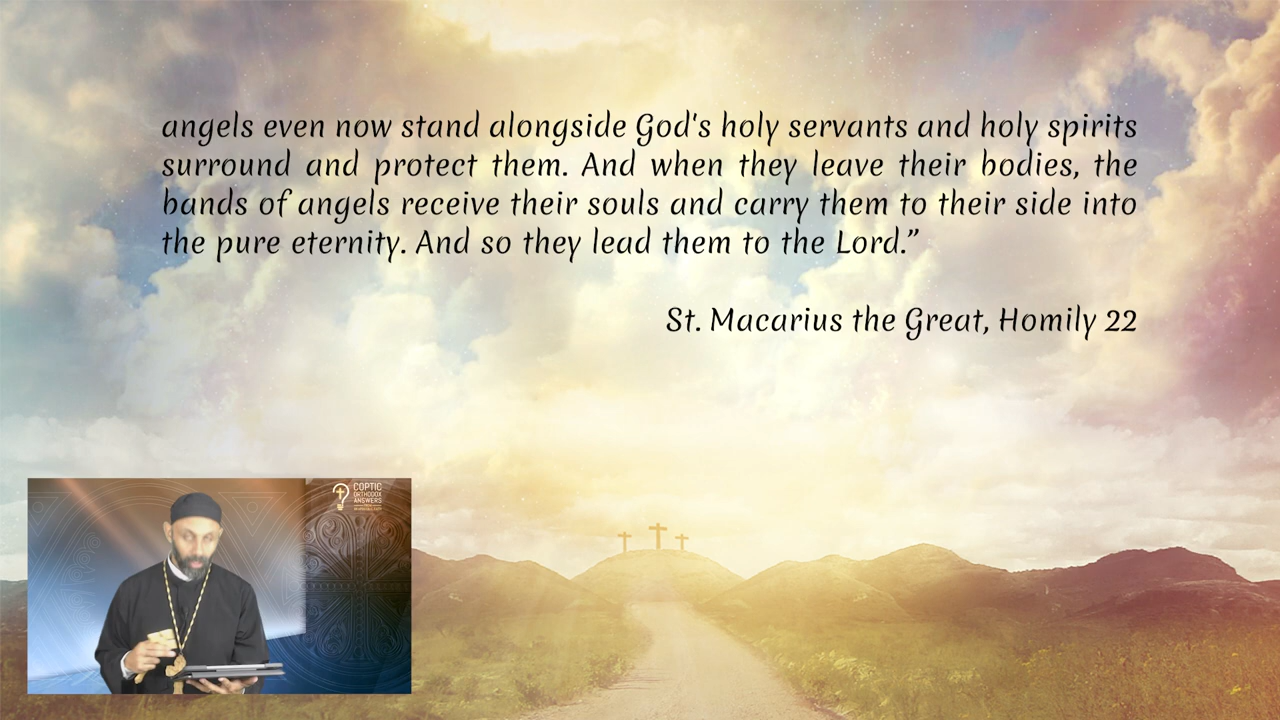 angels even now stand alongside God's holy servants and holy spirits
surround and protect them. And when they leave their bodies, the
bands of angels receive their souls and carry them to their side into
the pure eternity. And so they lead them to the Lord.”
St. Macarius the Great, Homily 22
COPTIC
ORTHODOX
ANSWERS